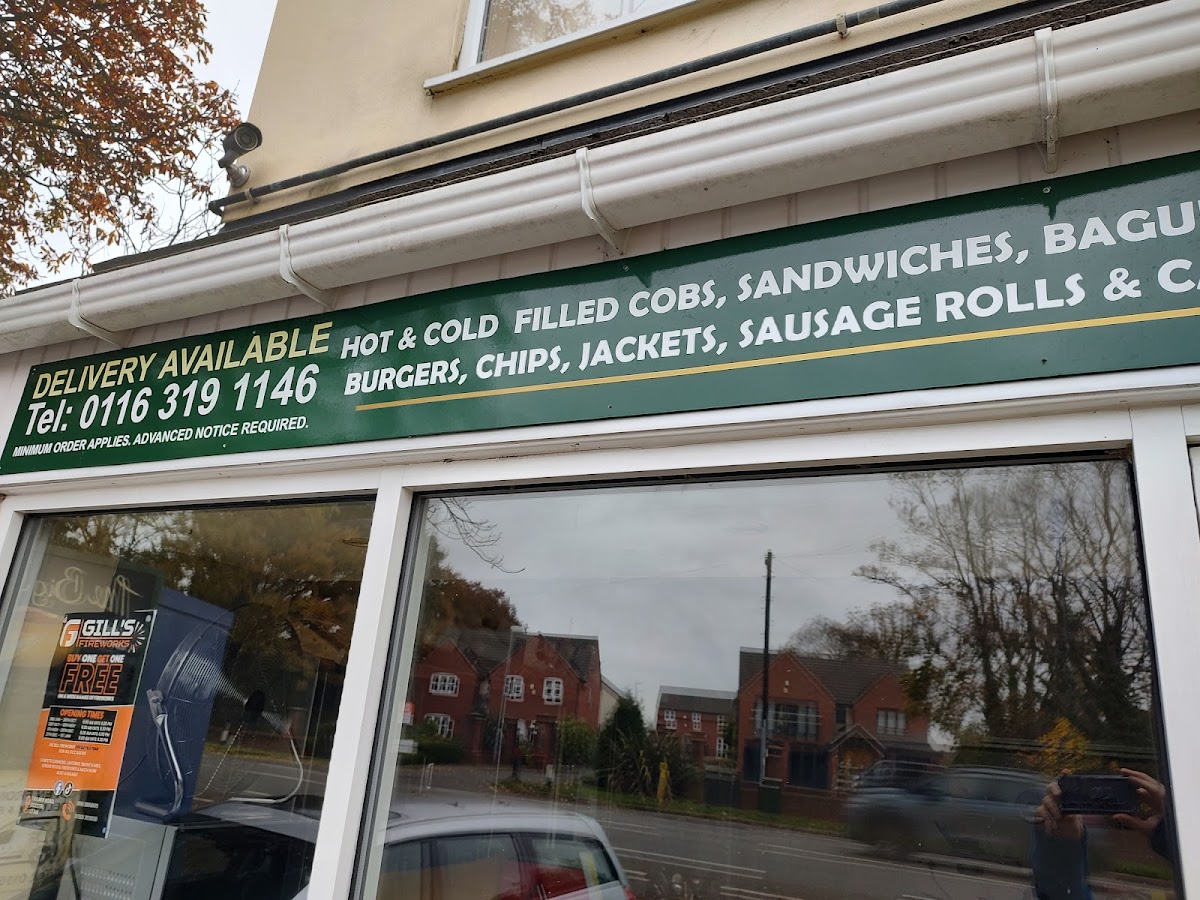 DELIVERY AVAILABLE
Tel: 0116 319 1146
MINIMUM ORDER APPLIES. ADVANCED NOTICE REQUIRED.
HOT & COLD FILLED COBS, SANDWICHES, BAGU
BURGERS, CHIPS, JACKETS, SAUSAGE ROLLS & CA
GILL'S
FIREWORKS
BUY ONE GET ONE
FREE
OPENING TIMES